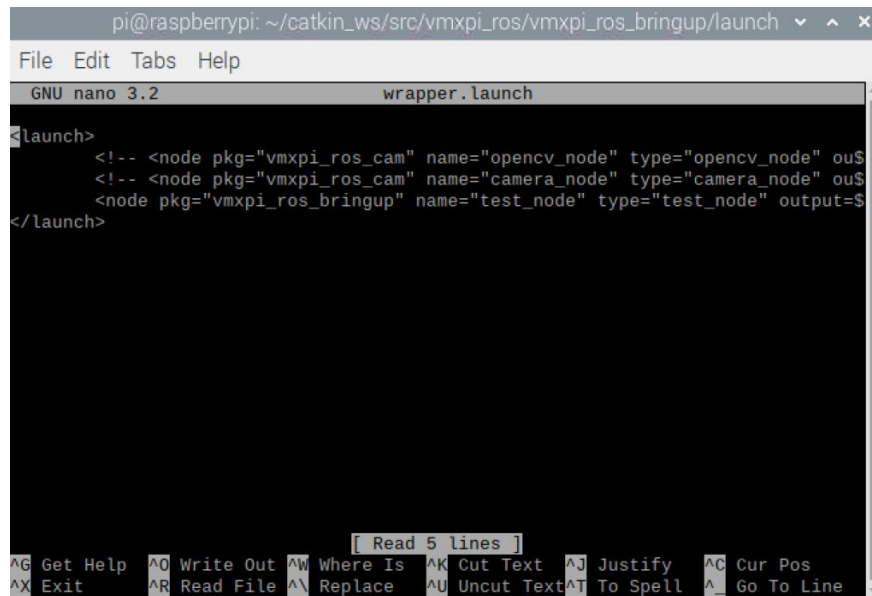 pi@raspberrypi: ~/catkin_ws/src/vmxpi_ros/vmxpi_ros_bringup/launch
File Edit Tabs Help
GNU nano 3.2 wrapper.launch
<launch>
<!-- <node pkg="vmxpi_ros_cam" name="opencv_node" type="opencv_node" ou$
<!-- <node pkg="vmxpi_ros_cam" name="camera_node" type="camera_node" ou$
<node pkg="vmxpi_ros_bringup" name="test_node" type="test_node" output=$
</launch>
[ Read 5 lines ]
^G Get Help ^O Write Out ^W Where Is ^K Cut Text ^J Justify ^C Cur Pos
^X Exit ^R Read File ^\ Replace ^U Uncut Text ^T To Spell ^_ Go To Line